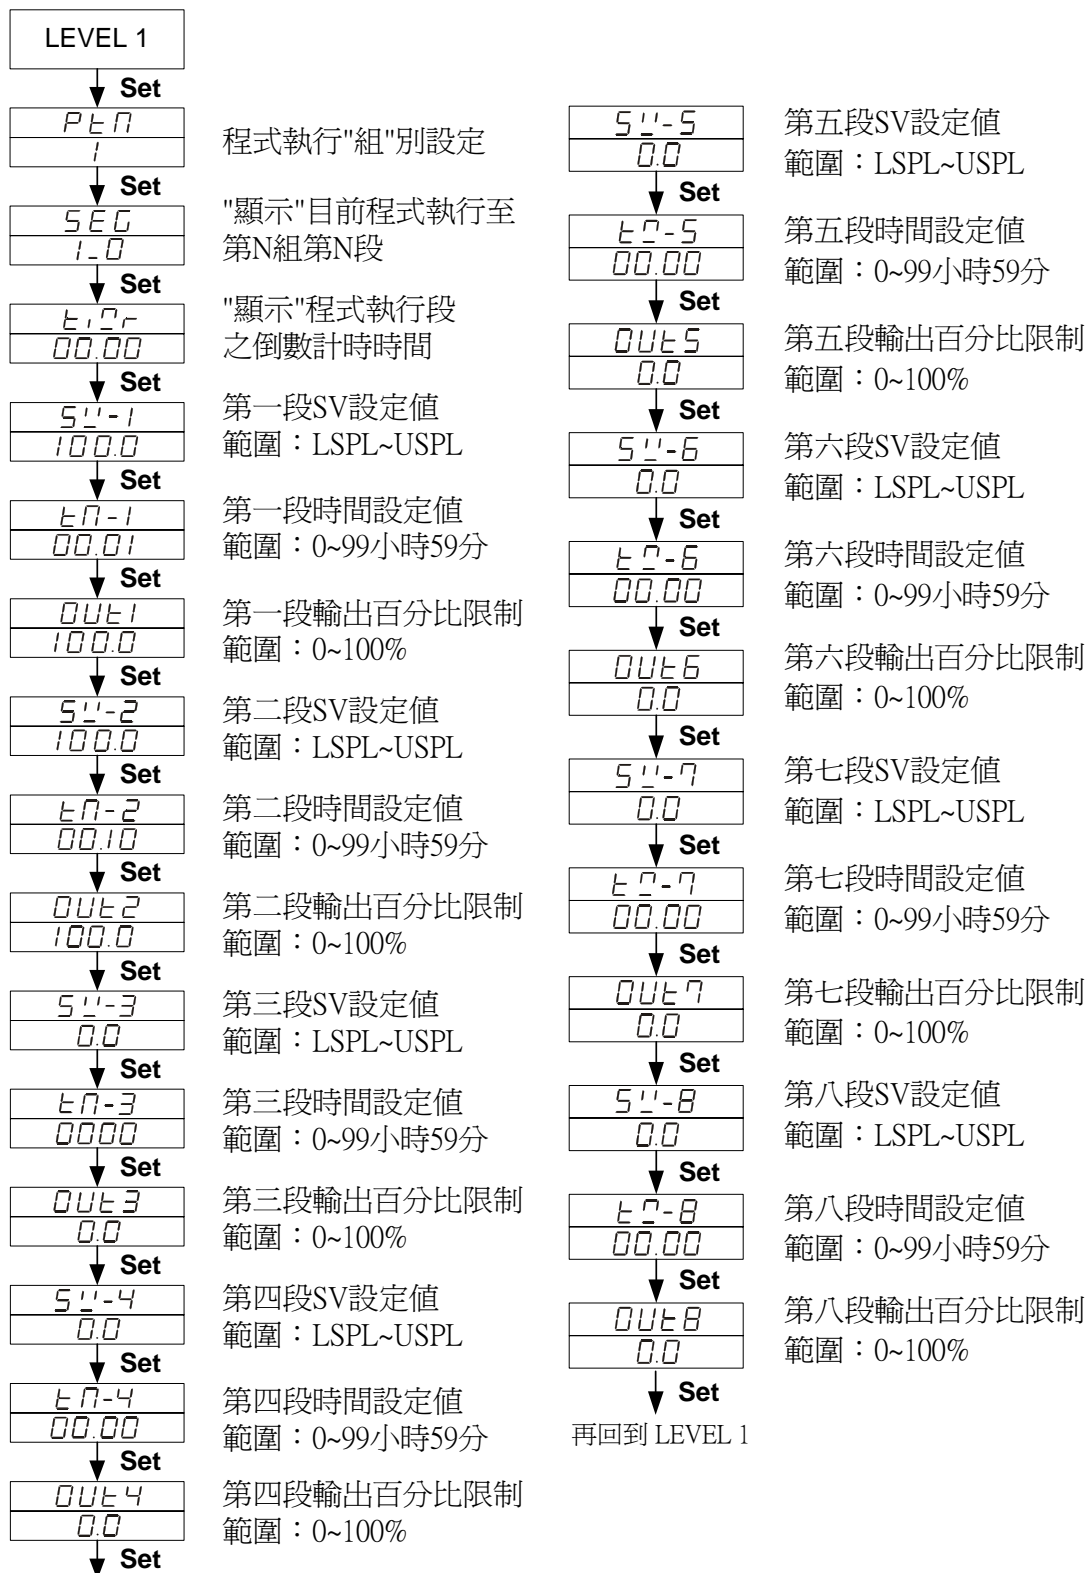 LEVEL 1
Set
PtM
1
程式執行"組"別設定
Set
SEG
1_0
"顯示"目前程式執行至
第N組第N段
Set
timr
00.00
"顯示"程式執行段
之倒數計時時間
Set
SV-1
100.0
第一段SV設定值
範圍：LSPL~USPL
Set
tM-1
00.01
第一段時間設定值
範圍：0~99小時59分
Set
OUt1
100.0
第一段輸出百分比限制
範圍：0~100%
Set
SV-2
100.0
第二段SV設定值
範圍：LSPL~USPL
Set
tM-2
00.10
第二段時間設定值
範圍：0~99小時59分
Set
OUt2
100.0
第二段輸出百分比限制
範圍：0~100%
Set
SV-3
0.0
第三段SV設定值
範圍：LSPL~USPL
Set
tM-3
0000
第三段時間設定值
範圍：0~99小時59分
Set
OUt3
0.0
第三段輸出百分比限制
範圍：0~100%
Set
SV-4
0.0
第四段SV設定值
範圍：LSPL~USPL
Set
tM-4
00.00
第四段時間設定值
範圍：0~99小時59分
Set
OUt4
0.0
第四段輸出百分比限制
範圍：0~100%
Set
SV-5
0.0
第五段SV設定值
範圍：LSPL~USPL
Set
tM-5
00.00
第五段時間設定值
範圍：0~99小時59分
Set
OUt5
0.0
第五段輸出百分比限制
範圍：0~100%
Set
SV-6
0.0
第六段SV設定值
範圍：LSPL~USPL
Set
tM-6
00.00
第六段時間設定值
範圍：0~99小時59分
Set
OUt6
0.0
第六段輸出百分比限制
範圍：0~100%
Set
SV-7
0.0
第七段SV設定值
範圍：LSPL~USPL
Set
tM-7
00.00
第七段時間設定值
範圍：0~99小時59分
Set
OUt7
0.0
第七段輸出百分比限制
範圍：0~100%
Set
SV-8
0.0
第八段SV設定值
範圍：LSPL~USPL
Set
tM-8
00.00
第八段時間設定值
範圍：0~99小時59分
Set
OUt8
0.0
第八段輸出百分比限制
範圍：0~100%
Set
再回到 LEVEL 1